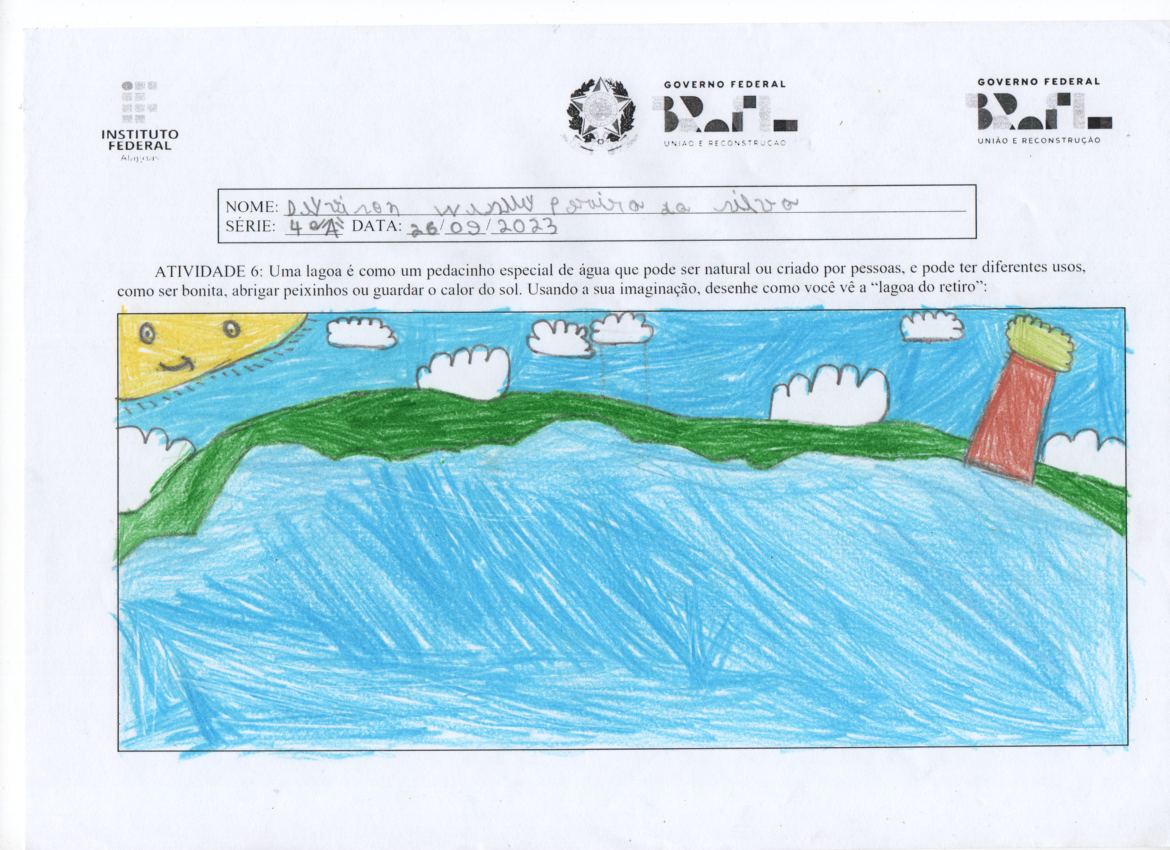 INSTITUTO
FEDERAL
Alagoas
GOVERNO FEDERAL
BRASIL
UNIÃO E RECONSTRUÇÃO
GOVERNO FEDERAL
BRASIL
UNIÃO E RECONSTRUÇÃO
NOME: Pereira da silva
SÉRIE: 4º "A" DATA: 26/09/2023
ATIVIDADE 6: Uma lagoa é como um pedacinho especial de água que pode ser natural ou criado por pessoas, e pode ter diferentes usos,
como ser bonita, abrigar peixinhos ou guardar o calor do sol. Usando a sua imaginação, desenhe como você vê a “lagoa do retiro”: